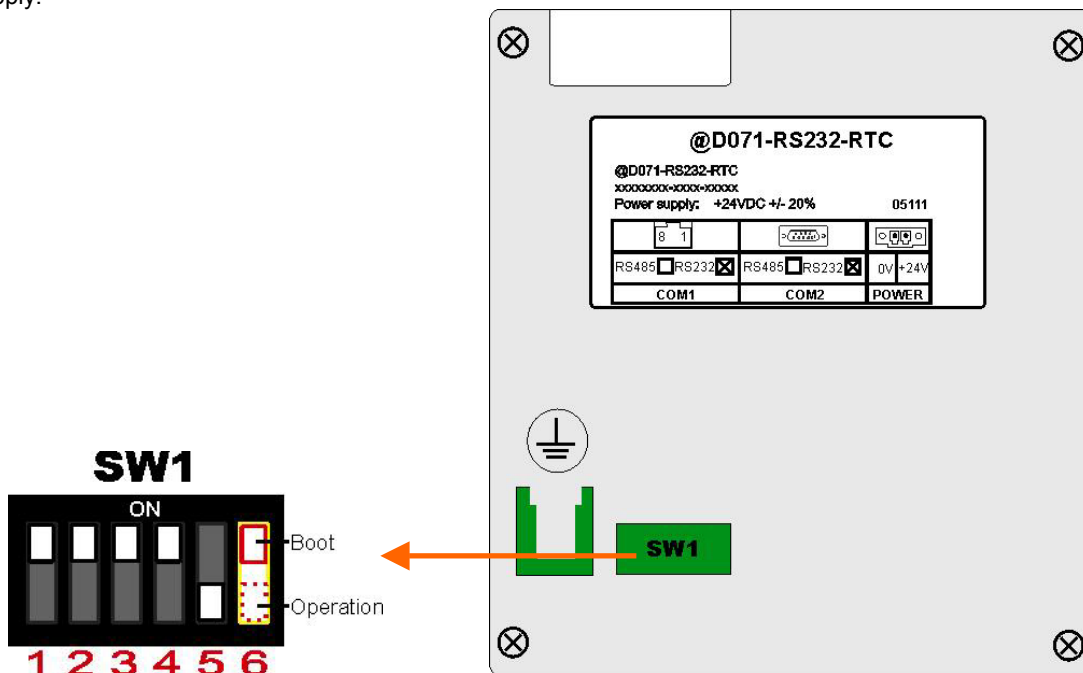 @D071-RS232-RTC
@D071-RS232-RTC
xxxxxxxx-xxxx-xxxxx
Power supply: +24VDC +/- 20% 05111
8 1
RS485 RS232 RS485 RS232 0V +24V
COM1 COM2 POWER
SW1
ON
Boot
Operation
1 2 3 4 5 6
SW1